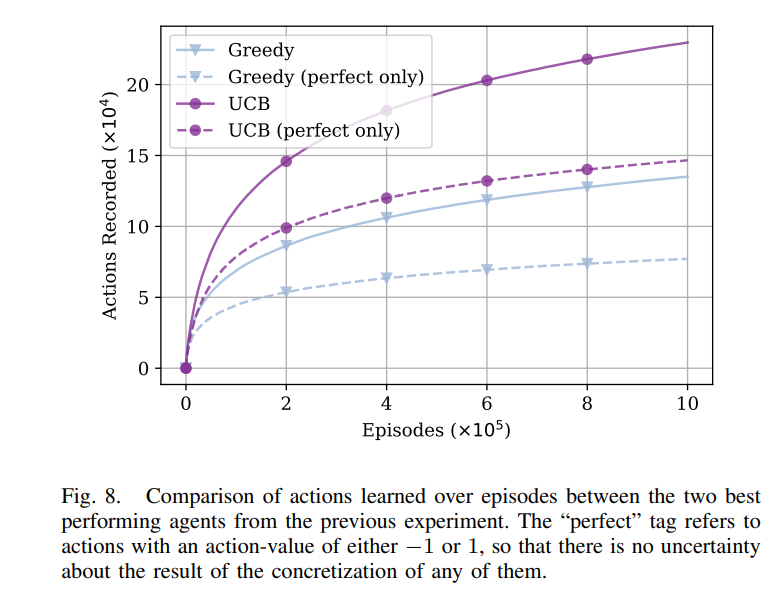 Greedy
Greedy (perfect only)
UCB
UCB (perfect only)
20
15
10
5
0
Actions Recorded (×10⁴)
0 2 4 6 8 10
Episodes (×10⁵)
Fig. 8. Comparison of actions learned over episodes between the two best
performing agents from the previous experiment. The “perfect” tag refers to
actions with an action-value of either −1 or 1, so that there is no uncertainty
about the result of the concretization of any of them.